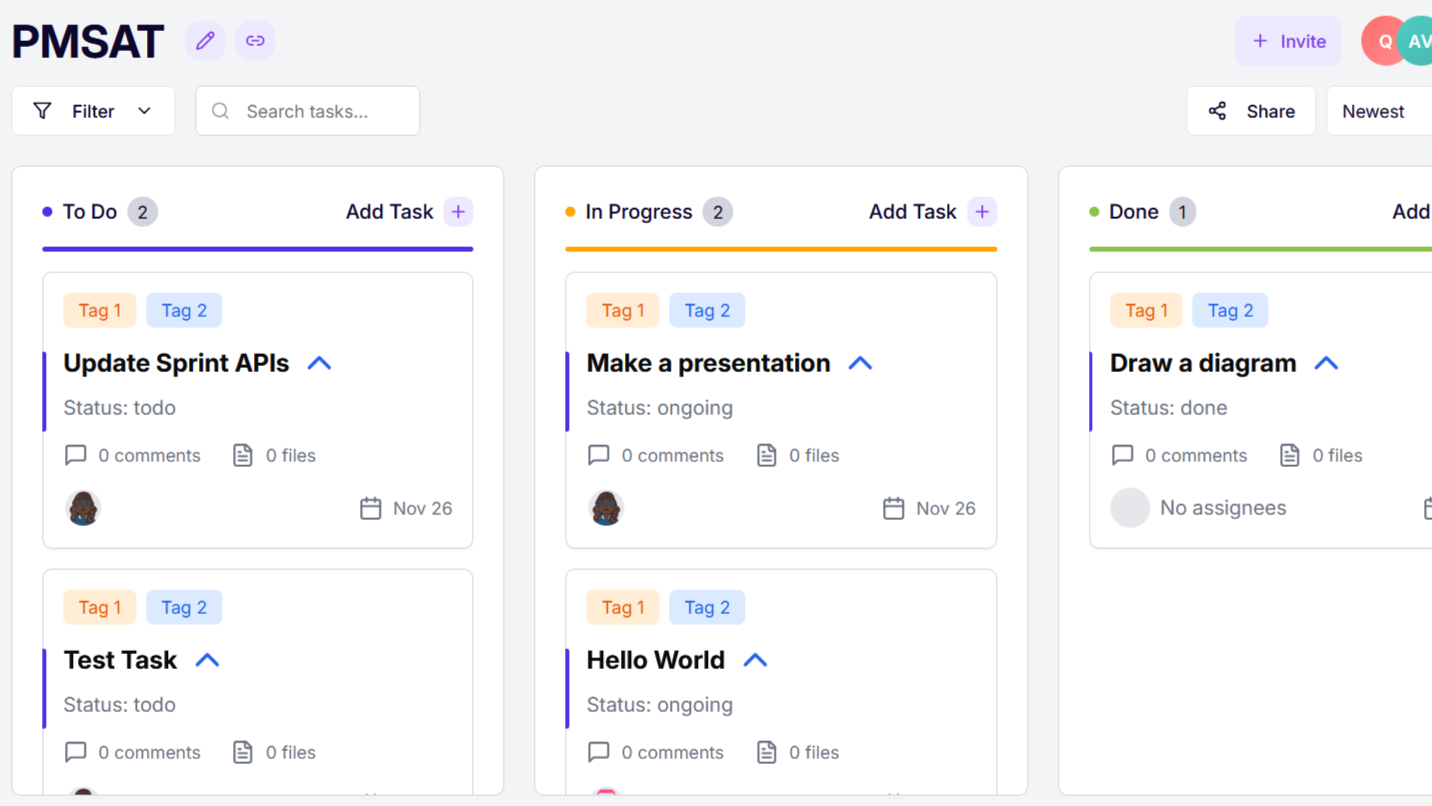 PMSAT
Invite
Q
AV
Filter
Search tasks...
Share
Newest
To Do 2 Add Task
Tag 1 Tag 2
Update Sprint APIs
Status: todo
0 comments 0 files
Nov 26
Tag 1 Tag 2
Test Task
Status: todo
0 comments 0 files
In Progress 2 Add Task
Tag 1 Tag 2
Make a presentation
Status: ongoing
0 comments 0 files
Nov 26
Tag 1 Tag 2
Hello World
Status: ongoing
0 comments 0 files
Done 1 Add
Tag 1 Tag 2
Draw a diagram
Status: done
0 comments 0 files
No assignees